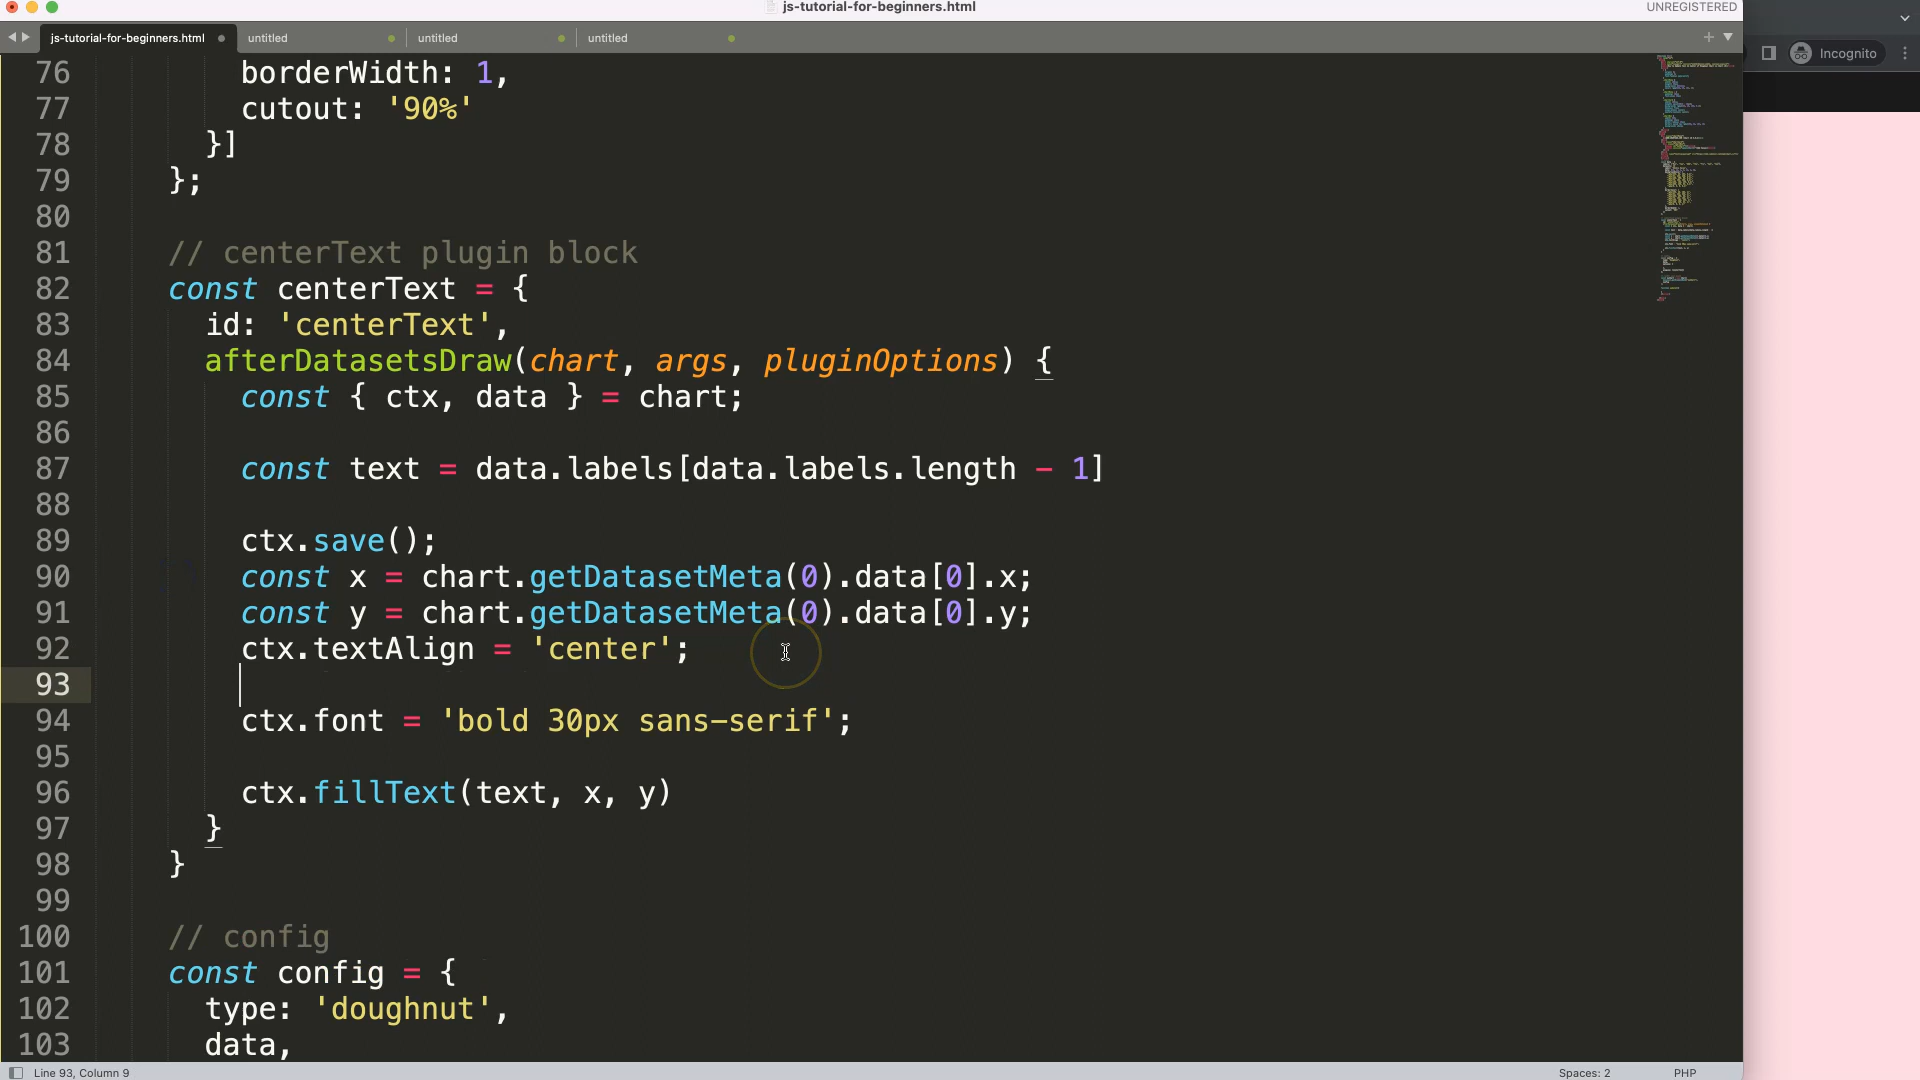 js-tutorial-for-beginners.html
UNREGISTERED
js-tutorial-for-beginners.html
untitled
untitled
untitled
Incognito
76 borderWidth: 1,
77 cutout: '90%'
78 }]
79 };
80
81 // centerText plugin block
82 const centerText = {
83 id: 'centerText',
84 afterDatasetsDraw(chart, args, pluginOptions) {
85 const { ctx, data } = chart;
86
87 const text = data.labels[data.labels.length - 1]
88
89 ctx.save();
90 const x = chart.getDatasetMeta(0).data[0].x;
91 const y = chart.getDatasetMeta(0).data[0].y;
92 ctx.textAlign = 'center';
93
94 ctx.font = 'bold 30px sans-serif';
95
96 ctx.fillText(text, x, y)
97 }
98 }
99
100 // config
101 const config = {
102 type: 'doughnut',
103 data,
Line 93, Column 9
Spaces: 2
PHP